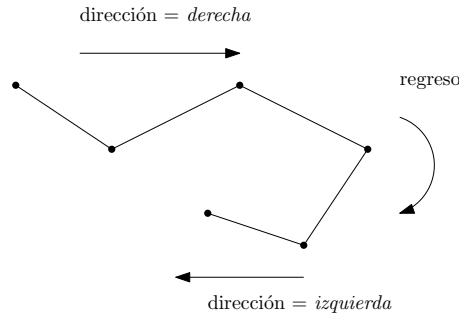 dirección = derecha
regreso
dirección = izquierda